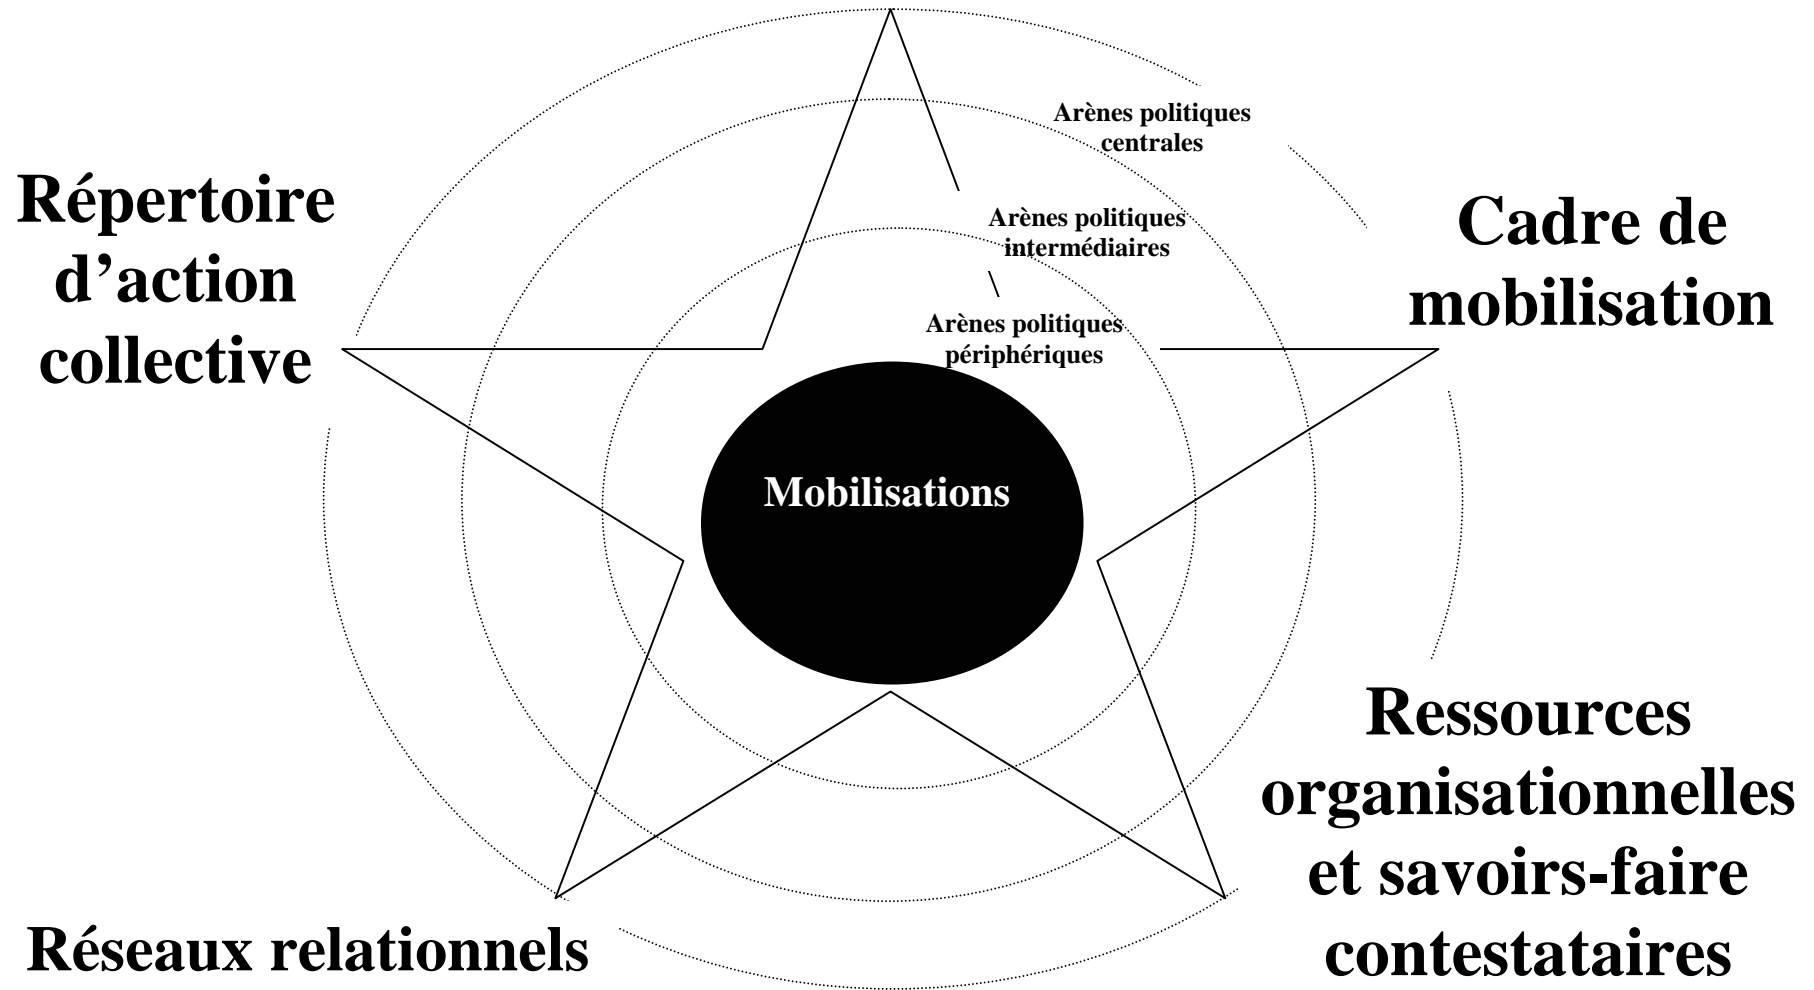 Arènes politiques
centrales
Répertoire
d’action
collective
Arènes politiques
intermédiaires
Cadre de
mobilisation
Arènes politiques
périphériques
Mobilisations
Ressources
organisationnelles
et savoirs-faire
contestataires
Réseaux relationnels